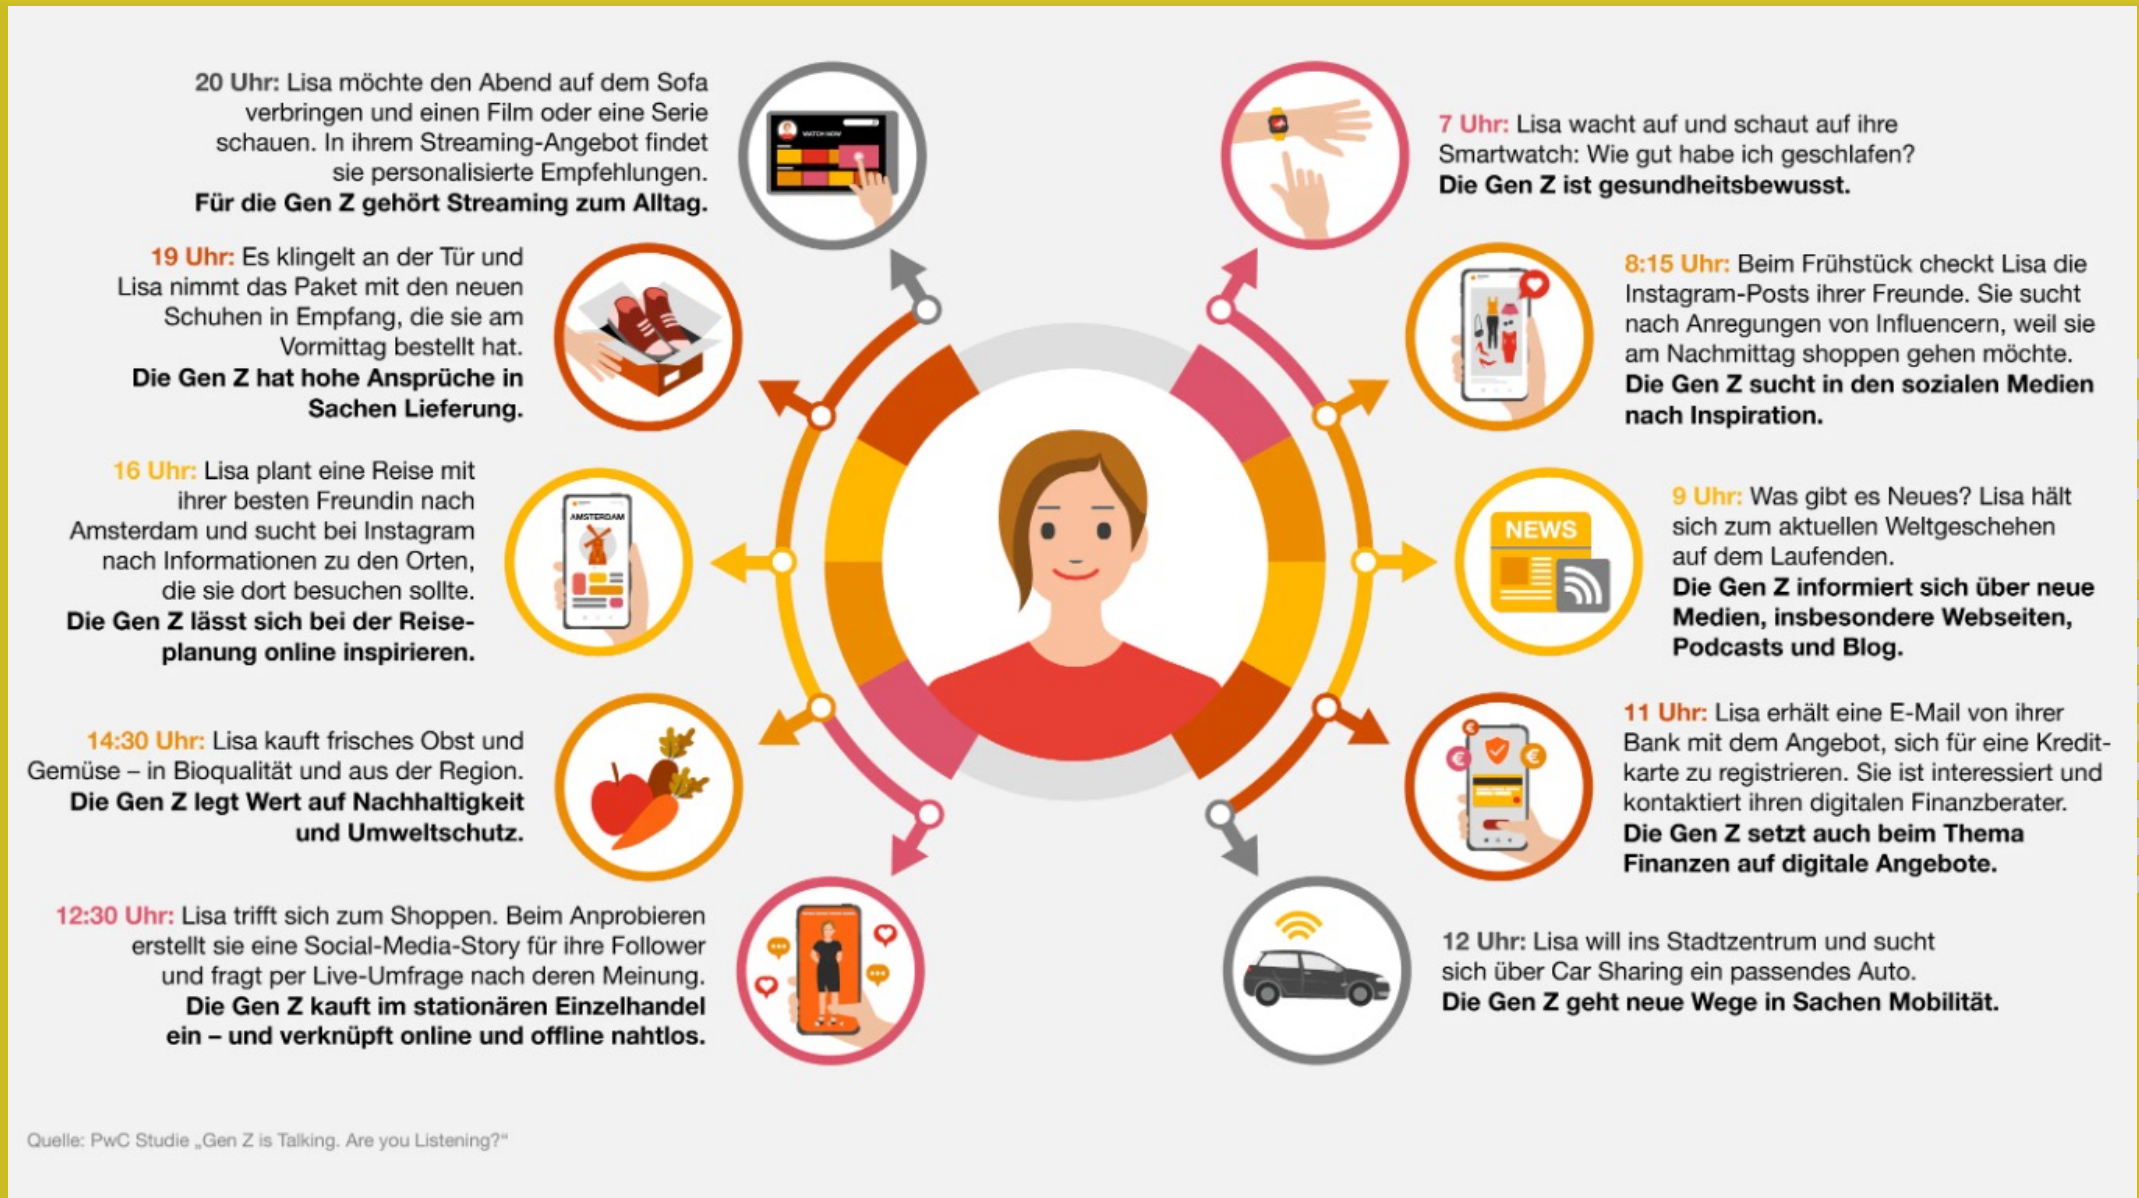 7 Uhr: Lisa wacht auf und schaut auf ihre
Smartwatch: Wie gut habe ich geschlafen?
Die Gen Z ist gesundheitsbewusst.
8:15 Uhr: Beim Frühstück checkt Lisa die
Instagram-Posts ihrer Freunde. Sie sucht
nach Anregungen von Influencern, weil sie
am Nachmittag shoppen gehen möchte.
Die Gen Z sucht in den sozialen Medien
nach Inspiration.
NEWS
9 Uhr: Was gibt es Neues? Lisa hält
sich zum aktuellen Weltgeschehen
auf dem Laufenden.
Die Gen Z informiert sich über neue
Medien, insbesondere Webseiten,
Podcasts und Blog.
11 Uhr: Lisa erhält eine E-Mail von ihrer
Bank mit dem Angebot, sich für eine Kredit-
karte zu registrieren. Sie ist interessiert und
kontaktiert ihren digitalen Finanzberater.
Die Gen Z setzt auch beim Thema
Finanzen auf digitale Angebote.
12 Uhr: Lisa will ins Stadtzentrum und sucht
sich über Car Sharing ein passendes Auto.
Die Gen Z geht neue Wege in Sachen Mobilität.
12:30 Uhr: Lisa trifft sich zum Shoppen. Beim Anprobieren
erstellt sie eine Social-Media-Story für ihre Follower
und fragt per Live-Umfrage nach deren Meinung.
Die Gen Z kauft im stationären Einzelhandel
ein – und verknüpft online und offline nahtlos.
14:30 Uhr: Lisa kauft frisches Obst und
Gemüse – in Bioqualität und aus der Region.
Die Gen Z legt Wert auf Nachhaltigkeit
und Umweltschutz.
16 Uhr: Lisa plant eine Reise mit
ihrer besten Freundin nach
Amsterdam und sucht bei Instagram
nach Informationen zu den Orten,
die sie dort besuchen sollte.
Die Gen Z lässt sich bei der Reise-
planung online inspirieren.
AMSTERDAM
19 Uhr: Es klingelt an der Tür und
Lisa nimmt das Paket mit den neuen
Schuhen in Empfang, die sie am
Vormittag bestellt hat.
Die Gen Z hat hohe Ansprüche in
Sachen Lieferung.
20 Uhr: Lisa möchte den Abend auf dem Sofa
verbringen und einen Film oder eine Serie
schauen. In ihrem Streaming-Angebot findet
sie personalisierte Empfehlungen.
Für die Gen Z gehört Streaming zum Alltag.
WATCH NOW
Quelle: PwC Studie „Gen Z is Talking. Are you Listening?“